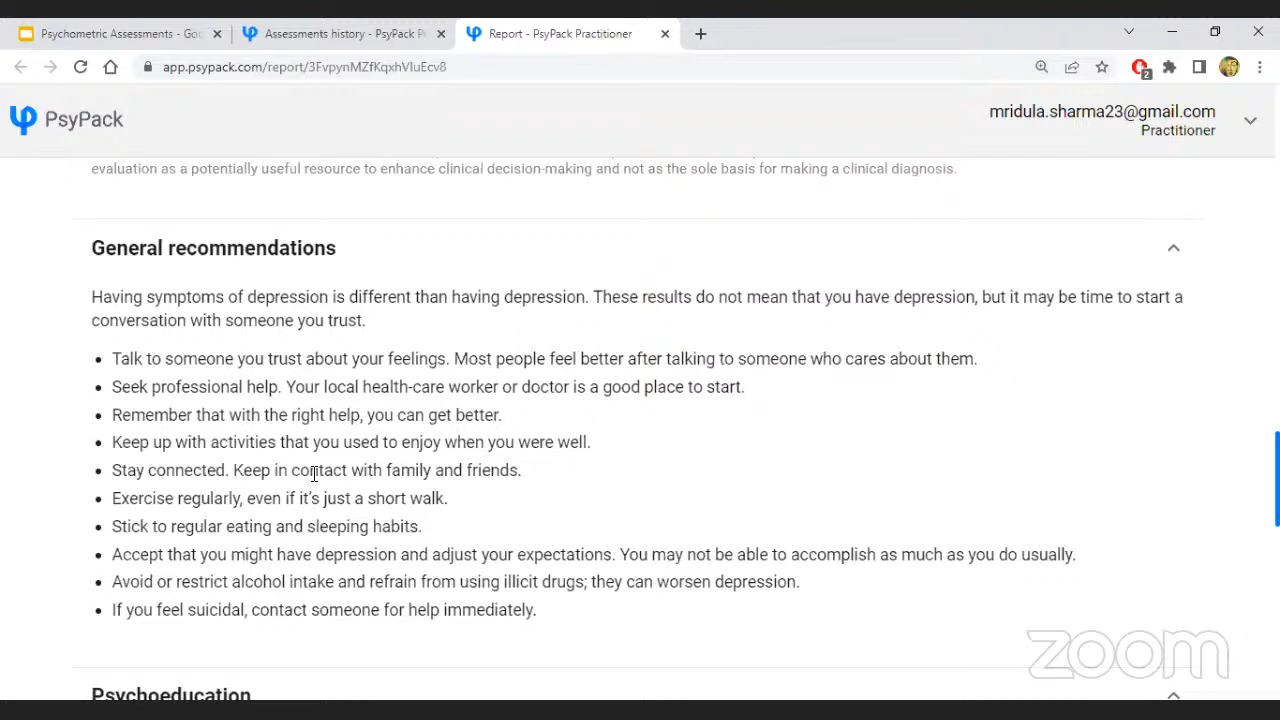 Psychometric Assessments - Goo
Assessments history - PsyPack P
Report - PsyPack Practitioner
app.psypack.com/report/3FvpynMZfKqxhVluEcv8
2
PsyPack
mridula.sharma23@gmail.com
Practitioner
evaluation as a potentially useful resource to enhance clinical decision-making and not as the sole basis for making a clinical diagnosis.
General recommendations
Having symptoms of depression is different than having depression. These results do not mean that you have depression, but it may be time to start a
conversation with someone you trust.
• Talk to someone you trust about your feelings. Most people feel better after talking to someone who cares about them.
• Seek professional help. Your local health-care worker or doctor is a good place to start.
• Remember that with the right help, you can get better.
• Keep up with activities that you used to enjoy when you were well.
• Stay connected. Keep in contact with family and friends.
• Exercise regularly, even if it's just a short walk.
• Stick to regular eating and sleeping habits.
• Accept that you might have depression and adjust your expectations. You may not be able to accomplish as much as you do usually.
• Avoid or restrict alcohol intake and refrain from using illicit drugs; they can worsen depression.
• If you feel suicidal, contact someone for help immediately.
zoom
Psychoeducation